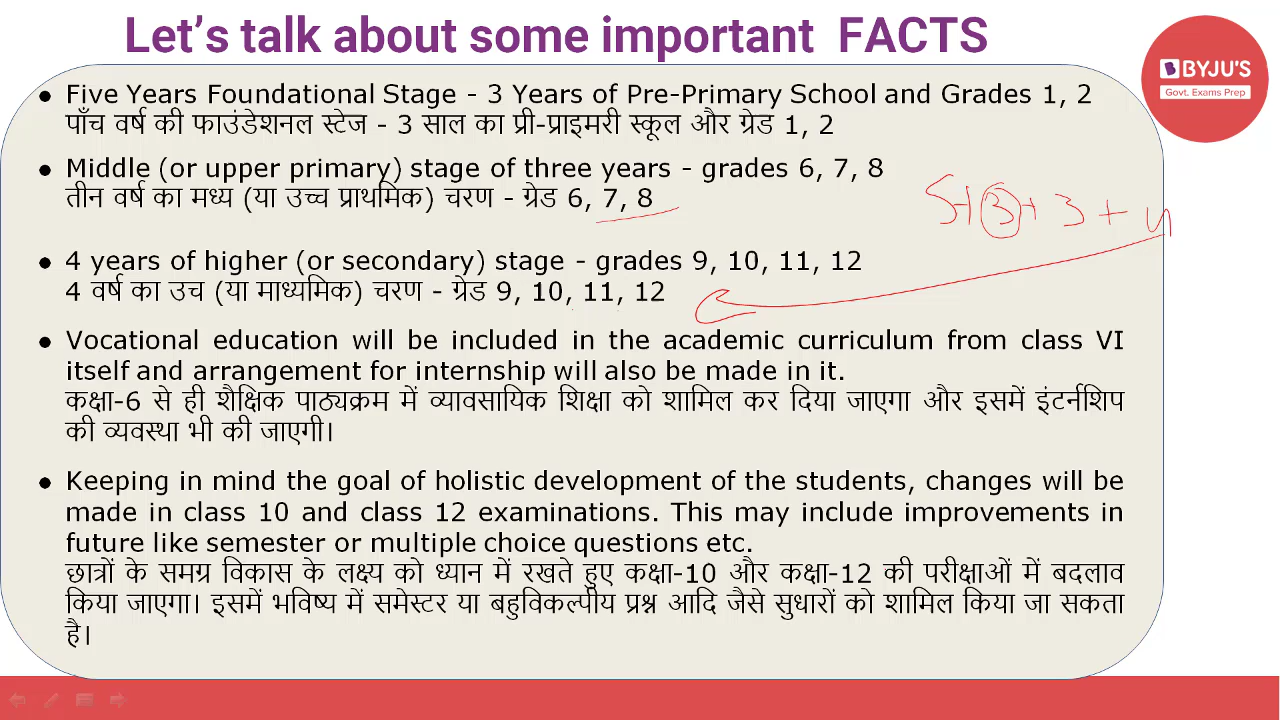 Let's talk about some important FACTS
BYJU'S
Govt. Exams Prep
● Five Years Foundational Stage - 3 Years of Pre-Primary School and Grades 1, 2
पाँच वर्ष की फाउंडेशनल स्टेज - 3 साल का प्री-प्राइमरी स्कूल और ग्रेड 1, 2
● Middle (or upper primary) stage of three years - grades 6, 7, 8
तीन वर्ष का मध्य (या उच्च प्राथमिक) चरण - ग्रेड 6, 7, 8
5+3+3+4
● 4 years of higher (or secondary) stage - grades 9, 10, 11, 12
4 वर्ष का उच (या माध्यमिक) चरण - ग्रेड 9, 10, 11, 12
● Vocational education will be included in the academic curriculum from class VI
itself and arrangement for internship will also be made in it.
कक्षा-6 से ही शैक्षिक पाठ्यक्रम में व्यावसायिक शिक्षा को शामिल कर दिया जाएगा और इसमें इंटर्नशिप
की व्यवस्था भी की जाएगी।
● Keeping in mind the goal of holistic development of the students, changes will be
made in class 10 and class 12 examinations. This may include improvements in
future like semester or multiple choice questions etc.
छात्रों के समग्र विकास के लक्ष्य को ध्यान में रखते हुए कक्षा-10 और कक्षा-12 की परीक्षाओं में बदलाव
किया जाएगा। इसमें भविष्य में समेस्टर या बहुविकल्पीय प्रश्न आदि जैसे सुधारों को शामिल किया जा सकता
है।